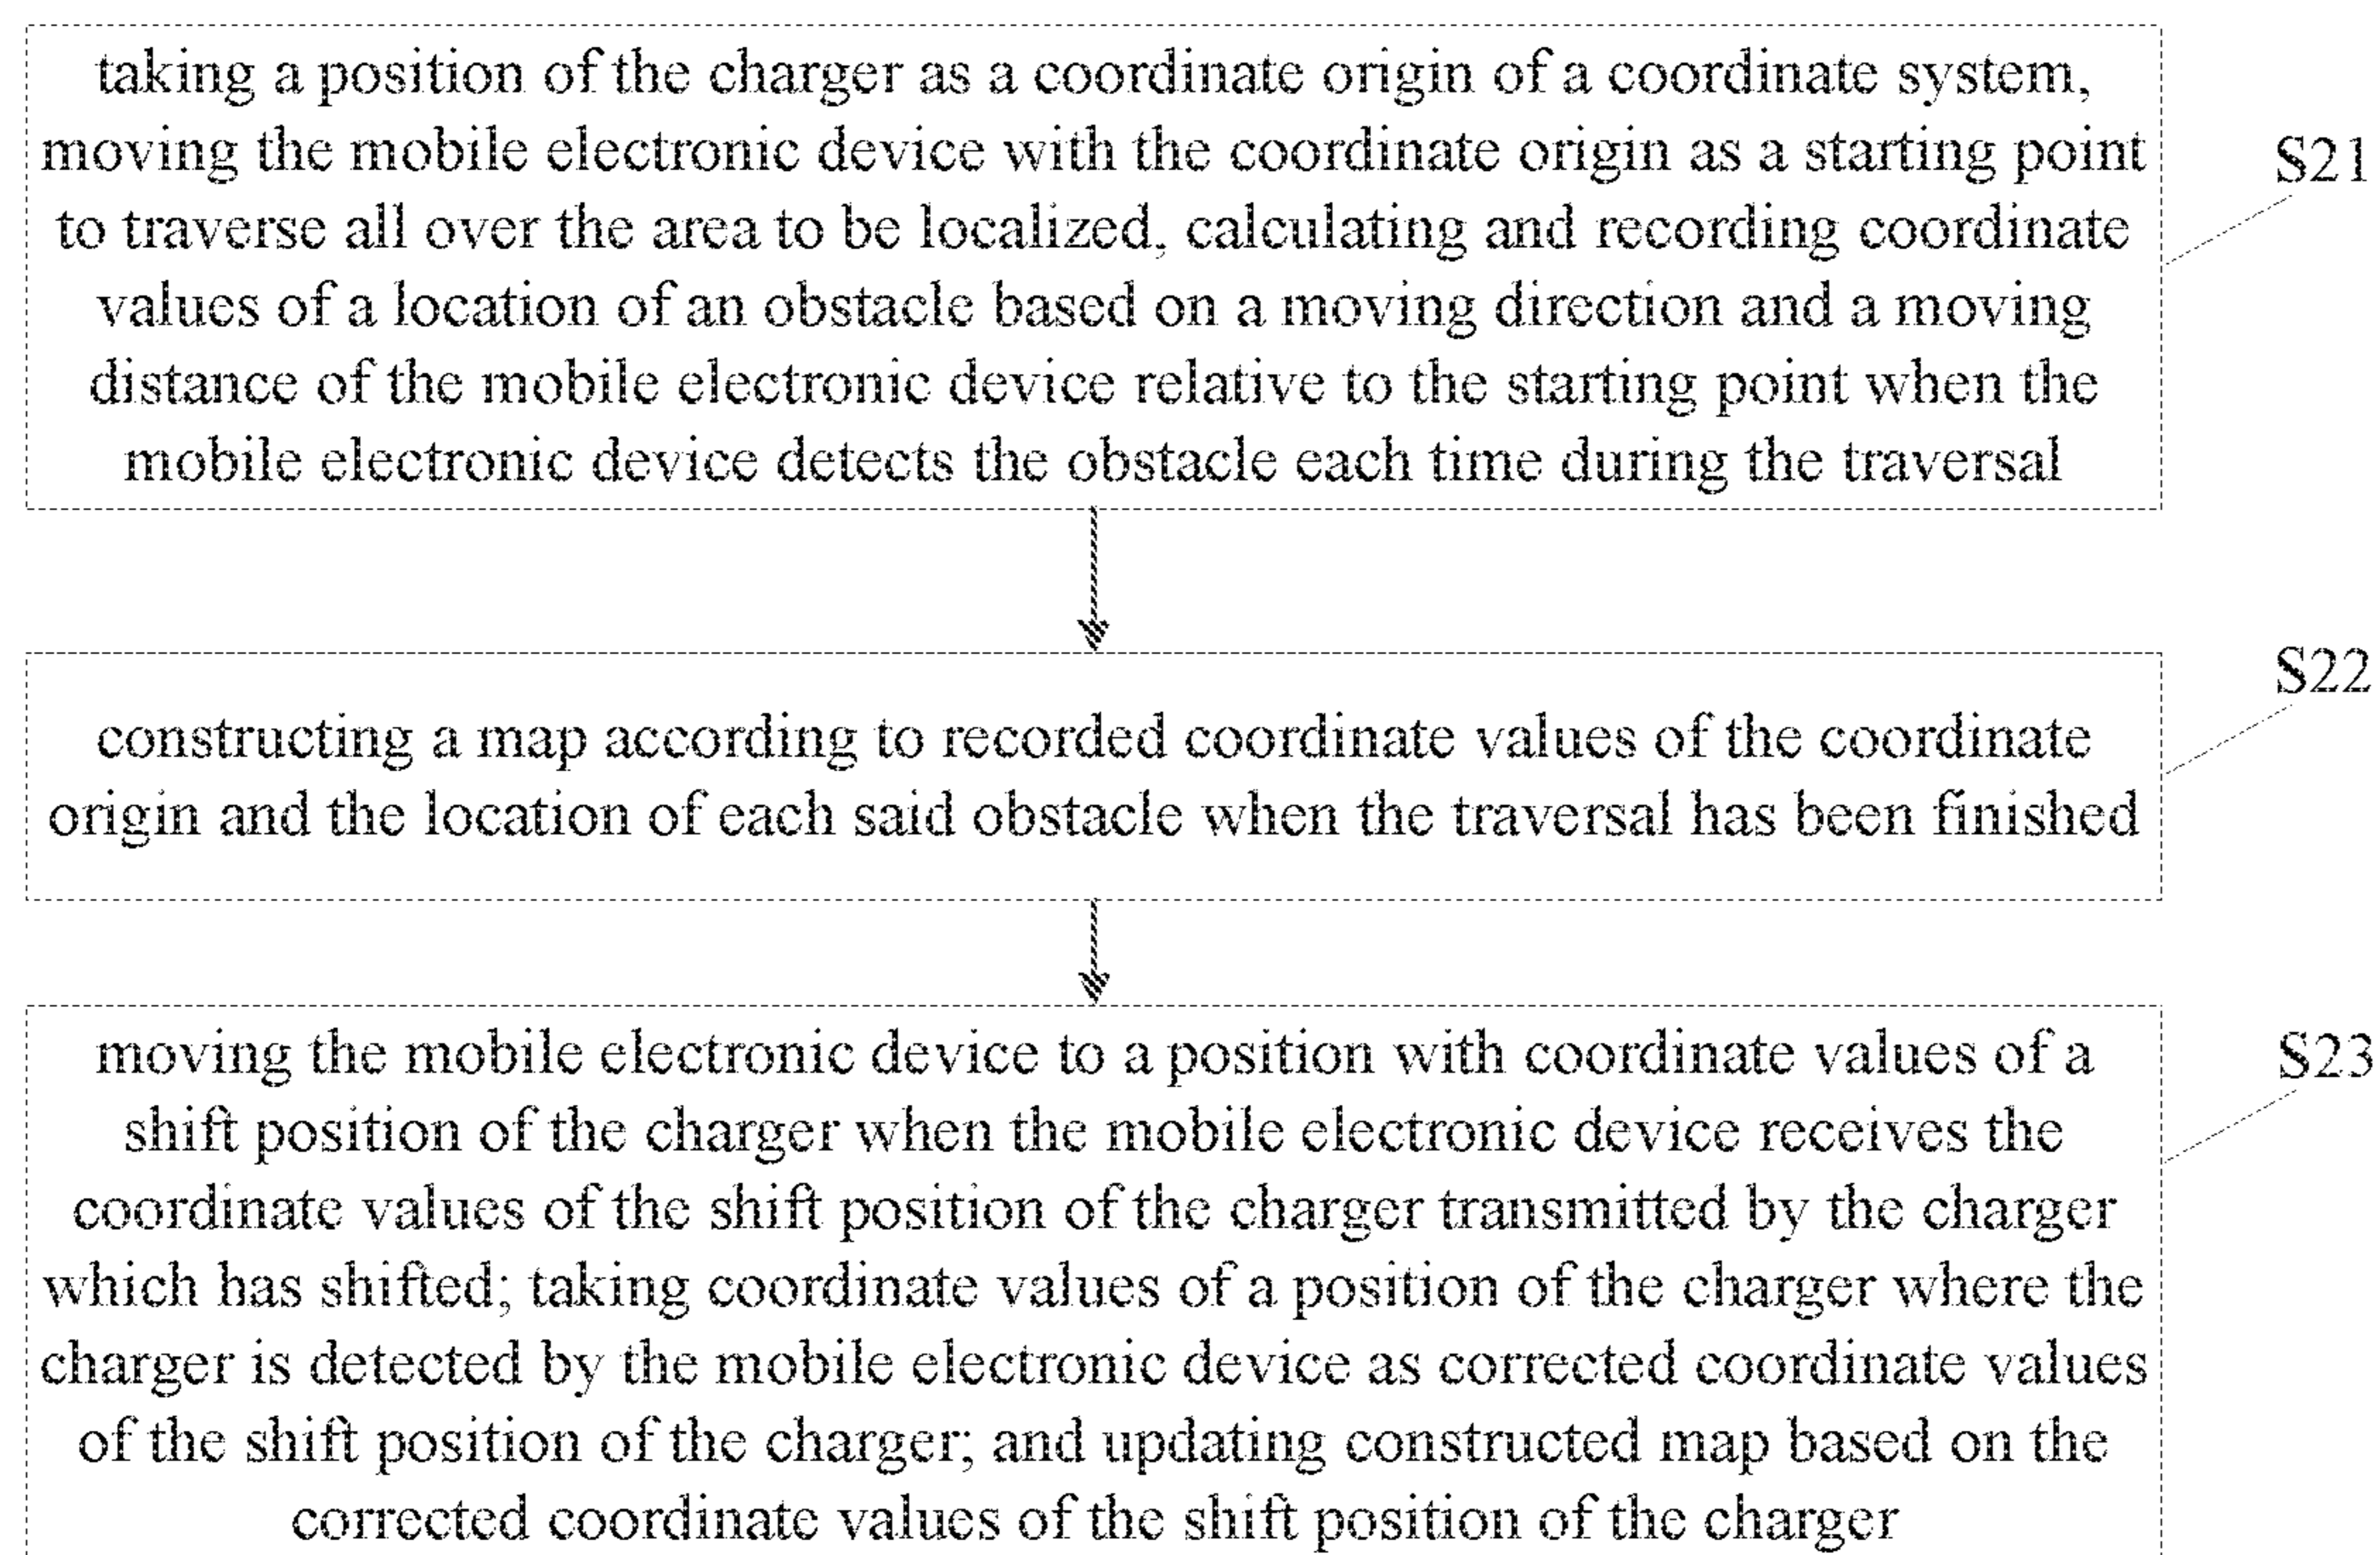 taking a position of the charger as a coordinate origin of a coordinate system,
moving the mobile electronic device with the coordinate origin as a starting point
to traverse all over the area to be localized, calculating and recording coordinate
values of a location of an obstacle based on a moving direction and a moving
distance of the mobile electronic device relative to the starting point when the
mobile electronic device detects the obstacle each time during the traversal
S21
constructing a map according to recorded coordinate values of the coordinate
origin and the location of each said obstacle when the traversal has been finished
S22
moving the mobile electronic device to a position with coordinate values of a
shift position of the charger when the mobile electronic device receives the
coordinate values of the shift position of the charger transmitted by the charger
which has shifted; taking coordinate values of a position of the charger where the
charger is detected by the mobile electronic device as corrected coordinate values
of the shift position of the charger; and updating constructed map based on the
corrected coordinate values of the shift position of the charger
S23